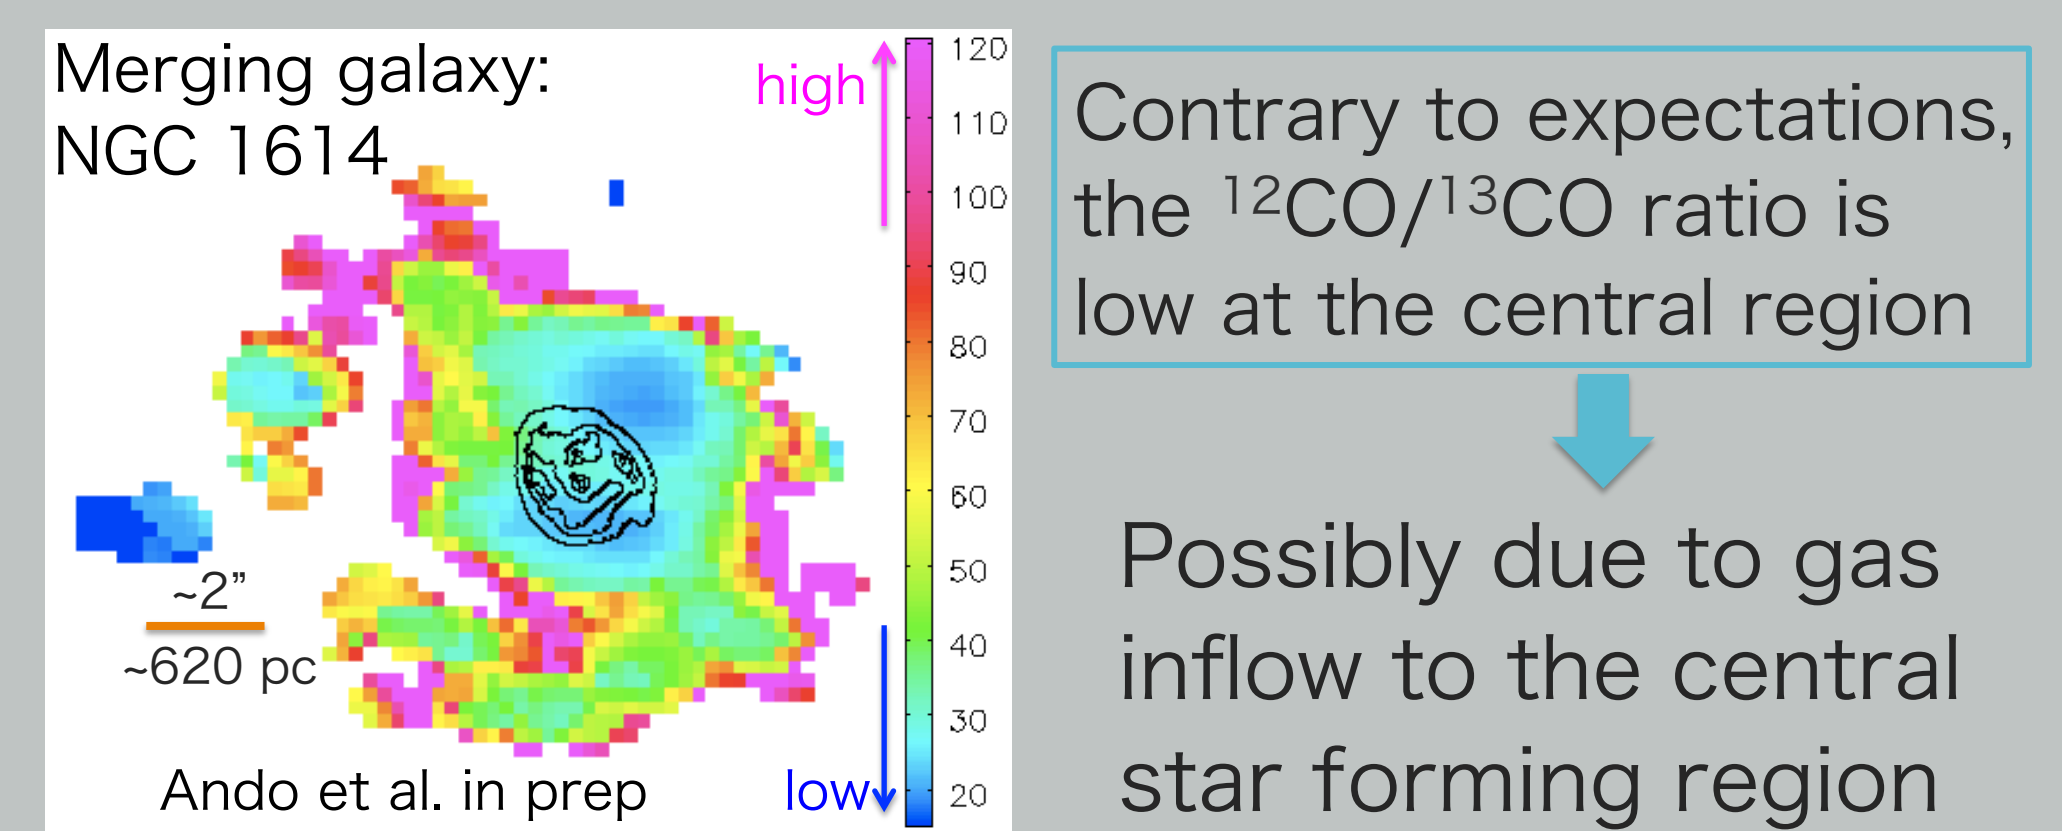 Merging galaxy:
NGC 1614
high
120
110
100
90
80
70
60
50
40
30
20
~2”
~620 pc
Ando et al. in prep
low
Contrary to expectations,
the ¹²CO/¹³CO ratio is
low at the central region
Possibly due to gas
inflow to the central
star forming region